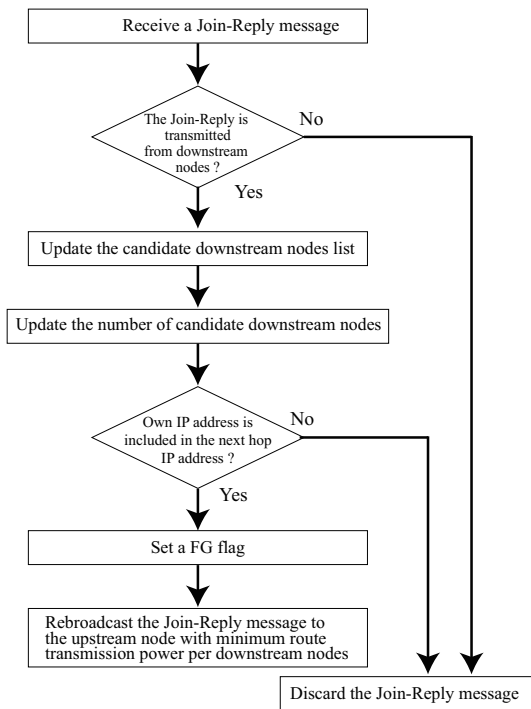 Receive a Join-Reply message
The Join-Reply is
transmitted
from downstream
nodes ?
No
Yes
Update the candidate downstream nodes list
Update the number of candidate downstream nodes
Own IP address is
included in the next hop
IP address ?
No
Yes
Set a FG flag
Rebroadcast the Join-Reply message to
the upstream node with minimum route
transmission power per downstream nodes
Discard the Join-Reply message